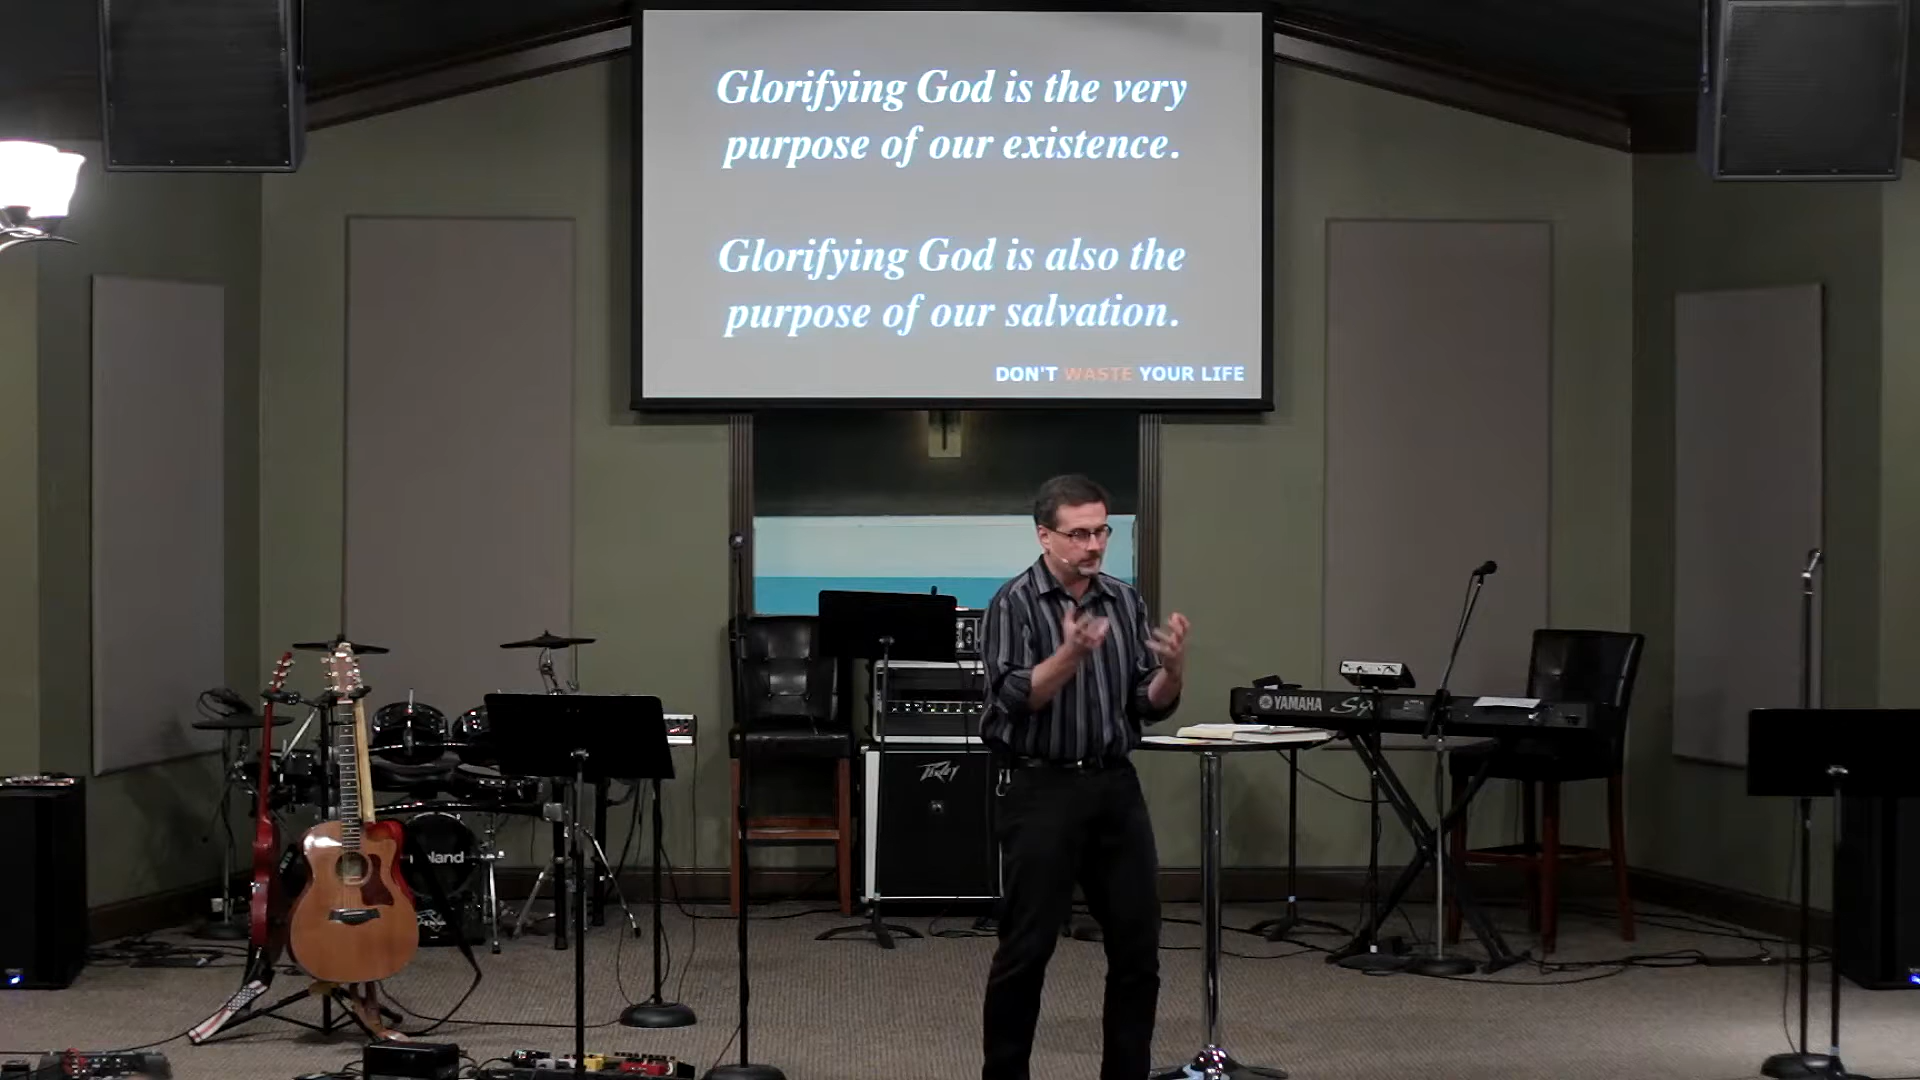 Glorifying God is the very
purpose of our existence.
Glorifying God is also the
purpose of our salvation.
DON'T WASTE YOUR LIFE
YAMAHA
Peavey